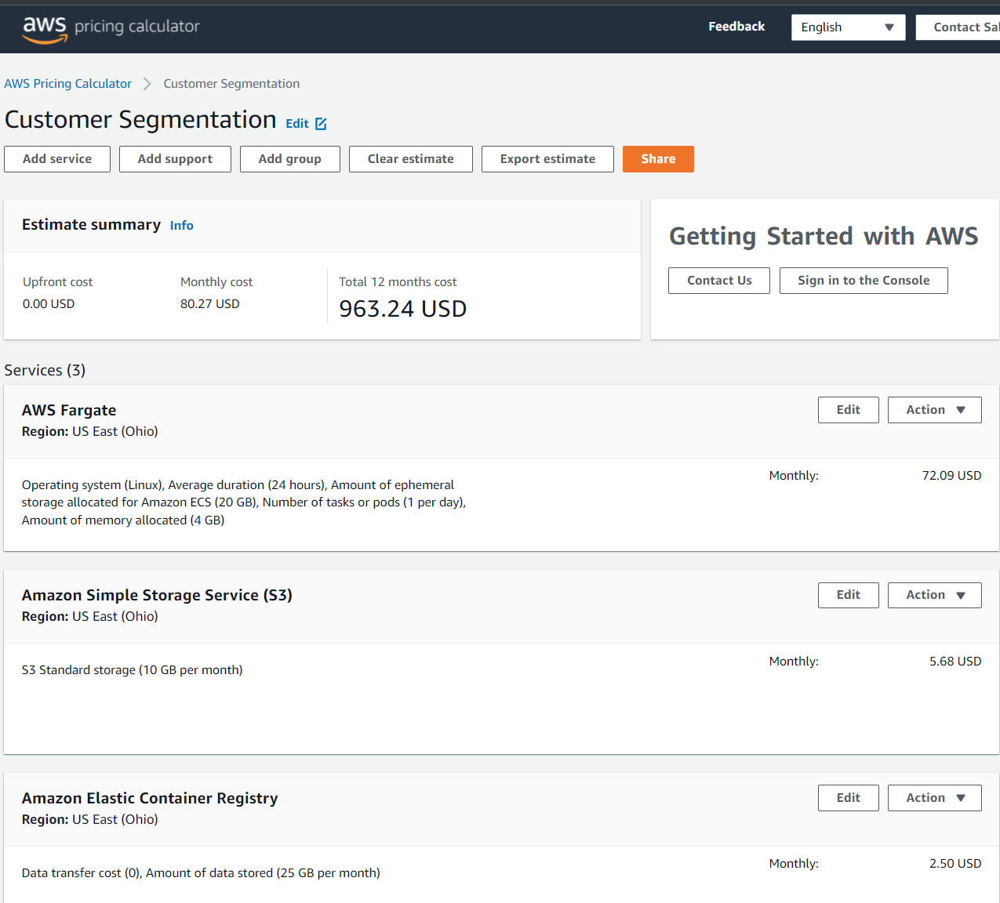 aws pricing calculator
Feedback
English
Contact Sal
AWS Pricing Calculator
Customer Segmentation
Customer Segmentation Edit
Add service
Add support
Add group
Clear estimate
Export estimate
Share
Estimate summary Info
Upfront cost
0.00 USD
Monthly cost
80.27 USD
Total 12 months cost
963.24 USD
Getting Started with AWS
Contact Us
Sign in to the Console
Services (3)
AWS Fargate
Region: US East (Ohio)
Edit
Action
Operating system (Linux), Average duration (24 hours), Amount of ephemeral
storage allocated for Amazon ECS (20 GB), Number of tasks or pods (1 per day),
Amount of memory allocated (4 GB)
Monthly: 72.09 USD
Amazon Simple Storage Service (S3)
Region: US East (Ohio)
Edit
Action
S3 Standard storage (10 GB per month)
Monthly: 5.68 USD
Amazon Elastic Container Registry
Region: US East (Ohio)
Edit
Action
Data transfer cost (0), Amount of data stored (25 GB per month)
Monthly: 2.50 USD